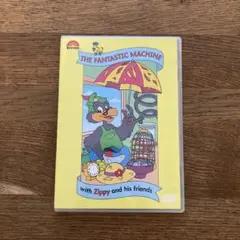 THE FANTASTIC MACHINE
with Zippy and his friends